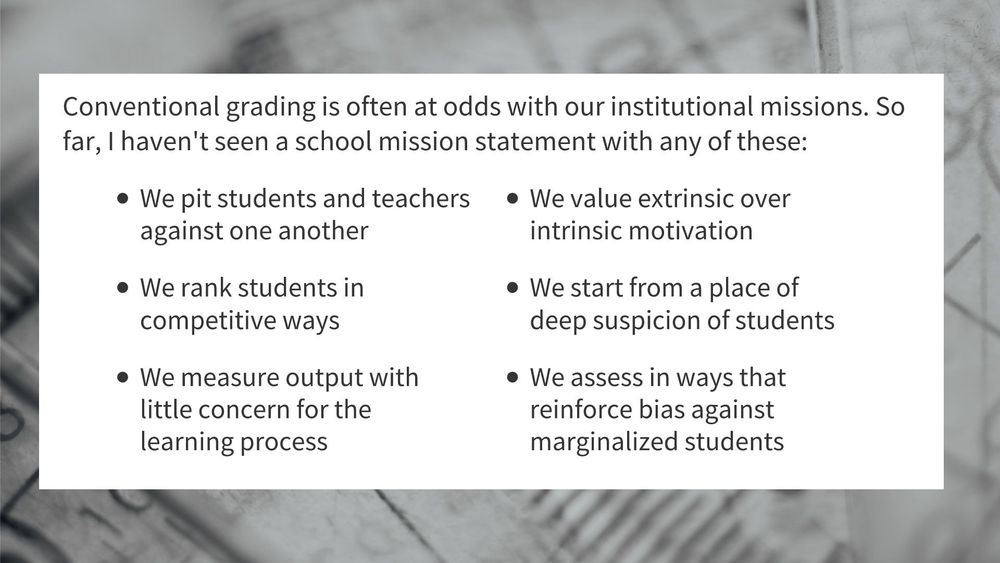 Conventional grading is often at odds with our institutional missions. So
far, I haven't seen a school mission statement with any of these:
• We pit students and teachers
against one another
• We rank students in
competitive ways
• We measure output with
little concern for the
learning process
• We value extrinsic over
intrinsic motivation
• We start from a place of
deep suspicion of students
• We assess in ways that
reinforce bias against
marginalized students